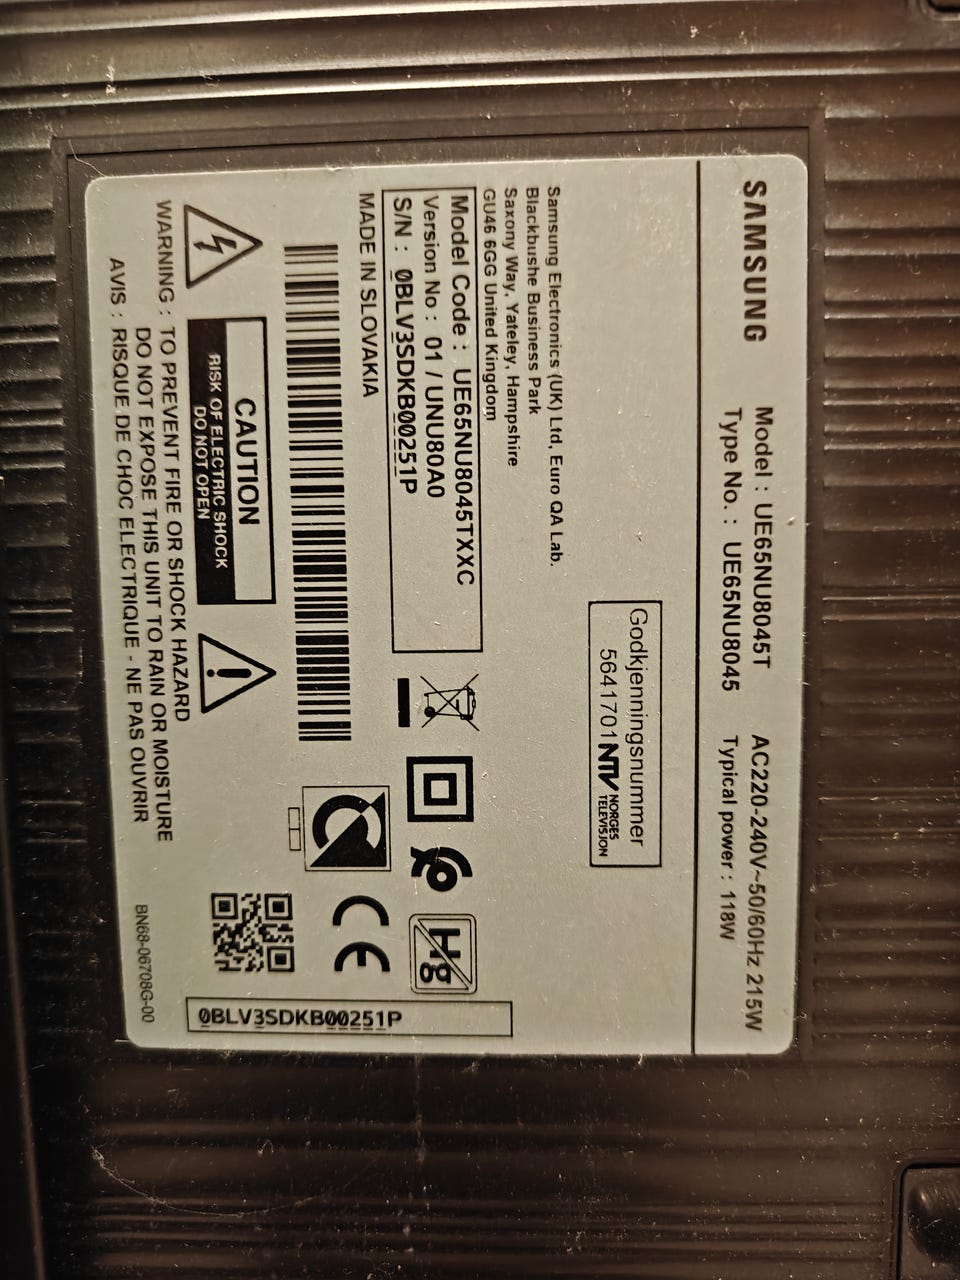 SAMSUNG
Model : UE65NU8045T
Type No. : UE65NU8045
AC220-240V~50/60Hz 215W
Typical power : 118W
Godkjenningsnummer
5641701 NTV NORGES
TELEVISJON
Samsung Electronics (UK) Ltd, Euro QA Lab.
Blackbushe Business Park
Saxony Way, Yateley, Hampshire
GU46 6GG United Kingdom
Model Code : UE65NU8045TXXC
Version No : 01 / UNU80A0
S/N : 0BLV3SDKB00251P
MADE IN SLOVAKIA
Hg
CE
CAUTION
RISK OF ELECTRIC SHOCK
DO NOT OPEN
0BLV3SDKB00251P
WARNING : TO PREVENT FIRE OR SHOCK HAZARD
DO NOT EXPOSE THIS UNIT TO RAIN OR MOISTURE
AVIS : RISQUE DE CHOC ELECTRIQUE - NE PAS OUVRIR
BN68-06708G-00